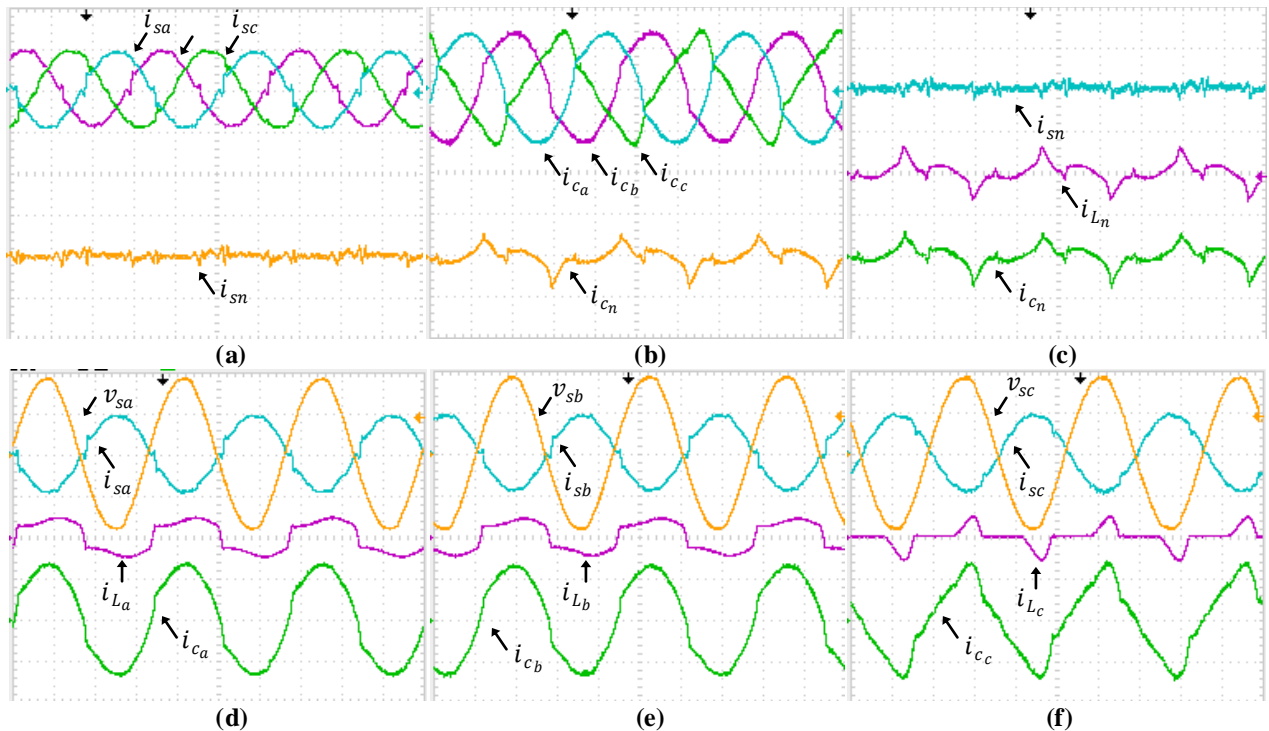 i_sa i_sc
i_sn
(a)
i_ca i_cb i_cc
i_cn
(b)
i_sn
i_Ln
i_cn
(c)
v_sa
i_sa
i_La
i_ca
(d)
v_sb
i_sb
i_Lb
i_cb
(e)
v_sc
i_sc
i_Lc
i_cc
(f)